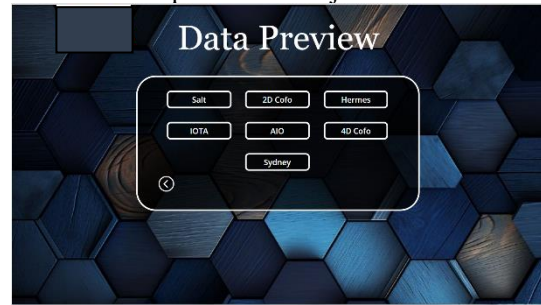 Data Preview
Salt 2D Cofo Hermes
IOTA AIO 4D Cofo
Sydney